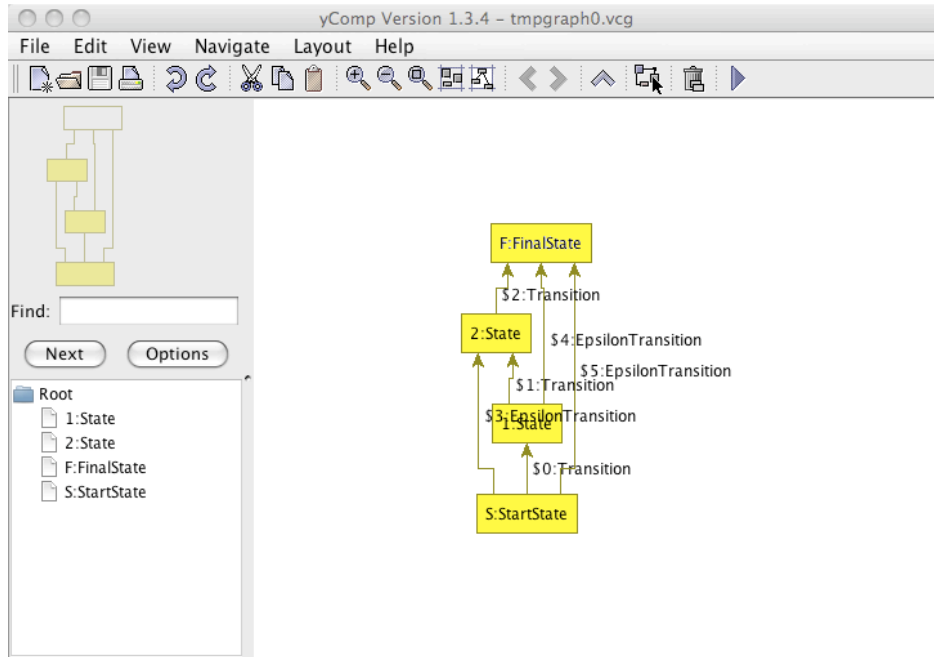 yComp Version 1.3.4 – tmpgraph0.vcg
File Edit View Navigate Layout Help
F:FinalState
$2:Transition
Find:
2:State
$4:EpsilonTransition
Next Options
$5:EpsilonTransition
$1:Transition
Root
1:State
$3:EpsilonTransition
1:State
2:State
F:FinalState
$0:Transition
S:StartState
S:StartState